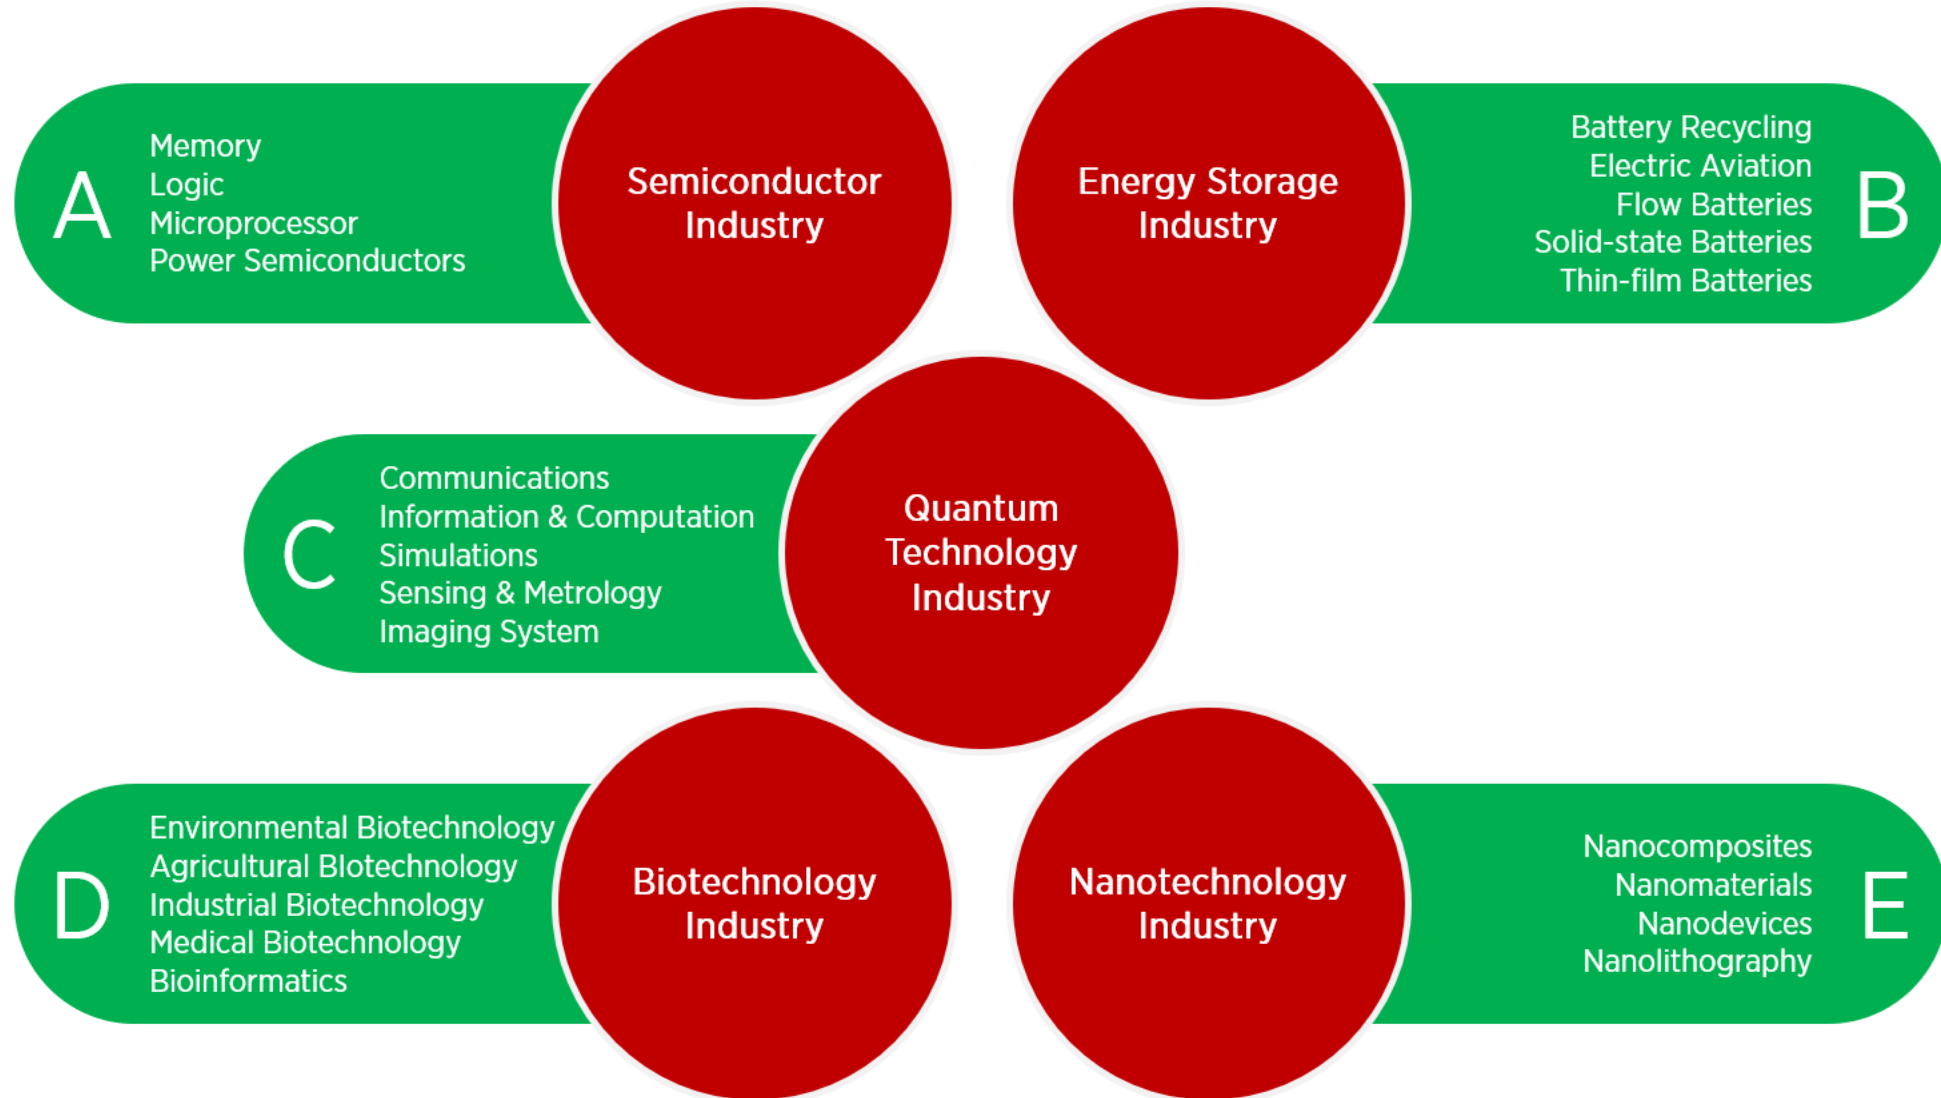 A
Memory
Logic
Microprocessor
Power Semiconductors
Semiconductor
Industry
Energy Storage
Industry
Battery Recycling
Electric Aviation
Flow Batteries
Solid-state Batteries
Thin-film Batteries
B
C
Communications
Information & Computation
Simulations
Sensing & Metrology
Imaging System
Quantum
Technology
Industry
D
Environmental Biotechnology
Agricultural BIotechnology
Industrial Biotechnology
Medical Biotechnology
Bioinformatics
Biotechnology
Industry
Nanotechnology
Industry
Nanocomposites
Nanomaterials
Nanodevices
Nanolithography
E